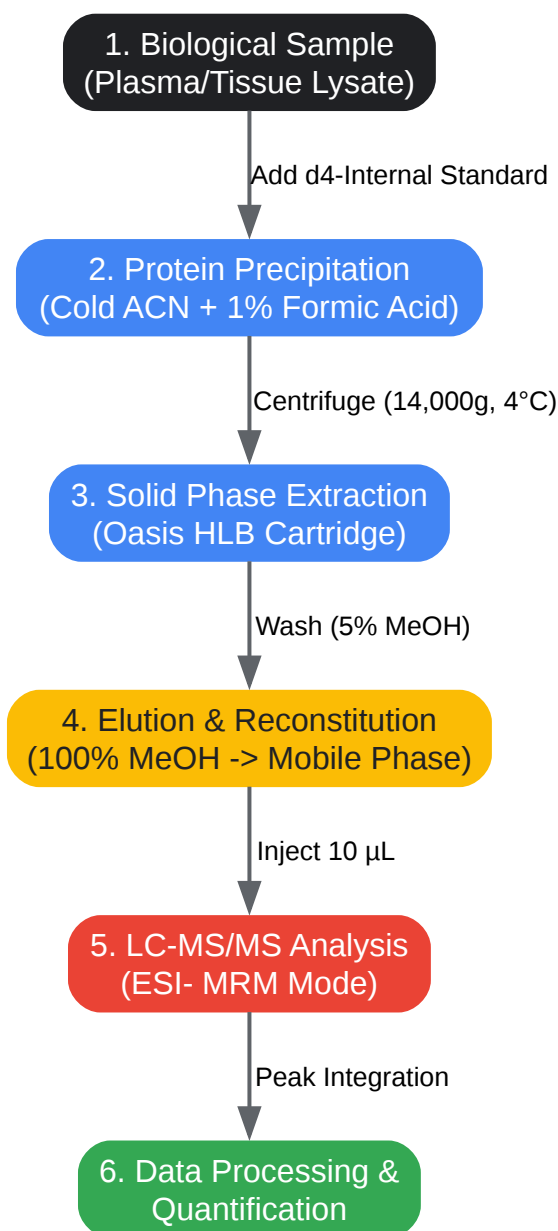 1. Biological Sample
(Plasma/Tissue Lysate)
Add d4-Internal Standard
2. Protein Precipitation
(Cold ACN + 1% Formic Acid)
Centrifuge (14,000g, 4°C)
3. Solid Phase Extraction
(Oasis HLB Cartridge)
Wash (5% MeOH)
4. Elution & Reconstitution
(100% MeOH -> Mobile Phase)
Inject 10 µL
5. LC-MS/MS Analysis
(ESI- MRM Mode)
Peak Integration
6. Data Processing &
Quantification